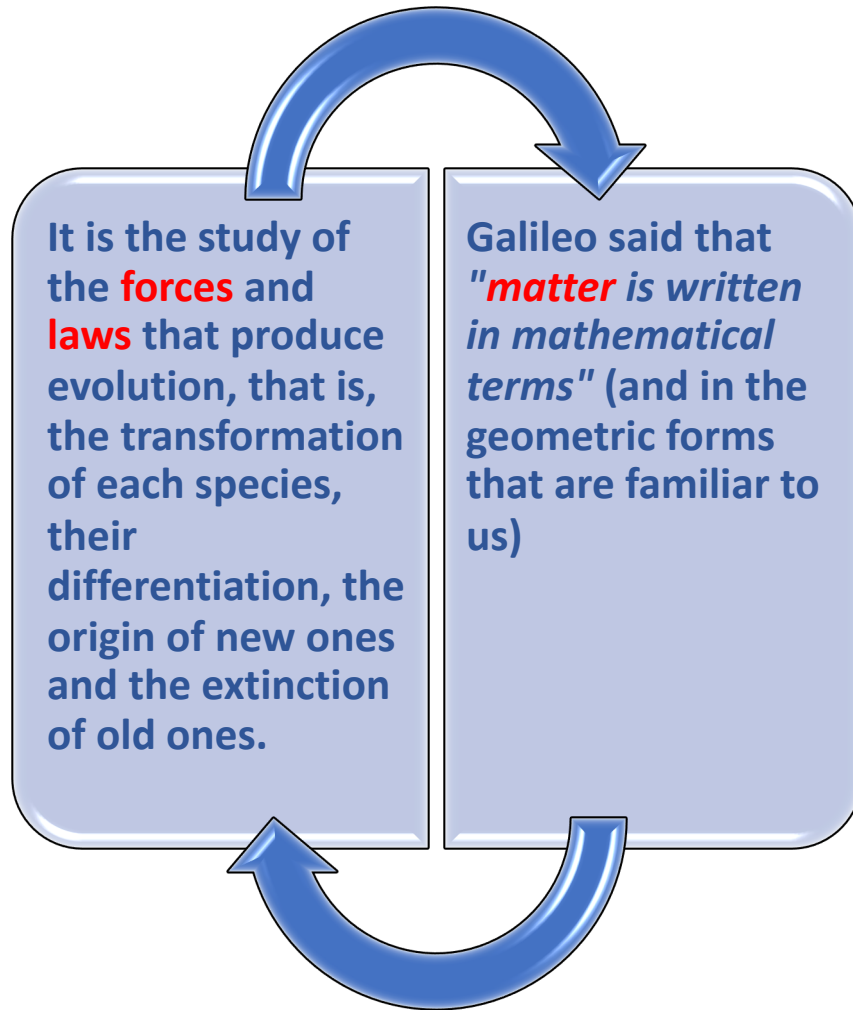 It is the study of
the forces and
laws that produce
evolution, that is,
the transformation
of each species,
their
differentiation, the
origin of new ones
and the extinction
of old ones.
Galileo said that
"matter is written
in mathematical
terms" (and in the
geometric forms
that are familiar to
us)